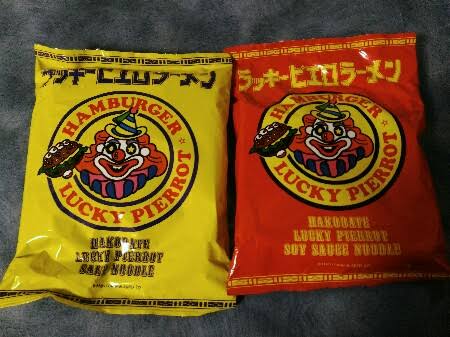 ラッキーピエロラーメン
HAMBURGER
LUCKY PIERROT
HAKODATE
LUCKY PIERROT
SALT NOODLE
ラッキーピエロラーメン
HAMBURGER
LUCKY PIERROT
HAKODATE
LUCKY PIERROT
SOY SAUCE NOODLE